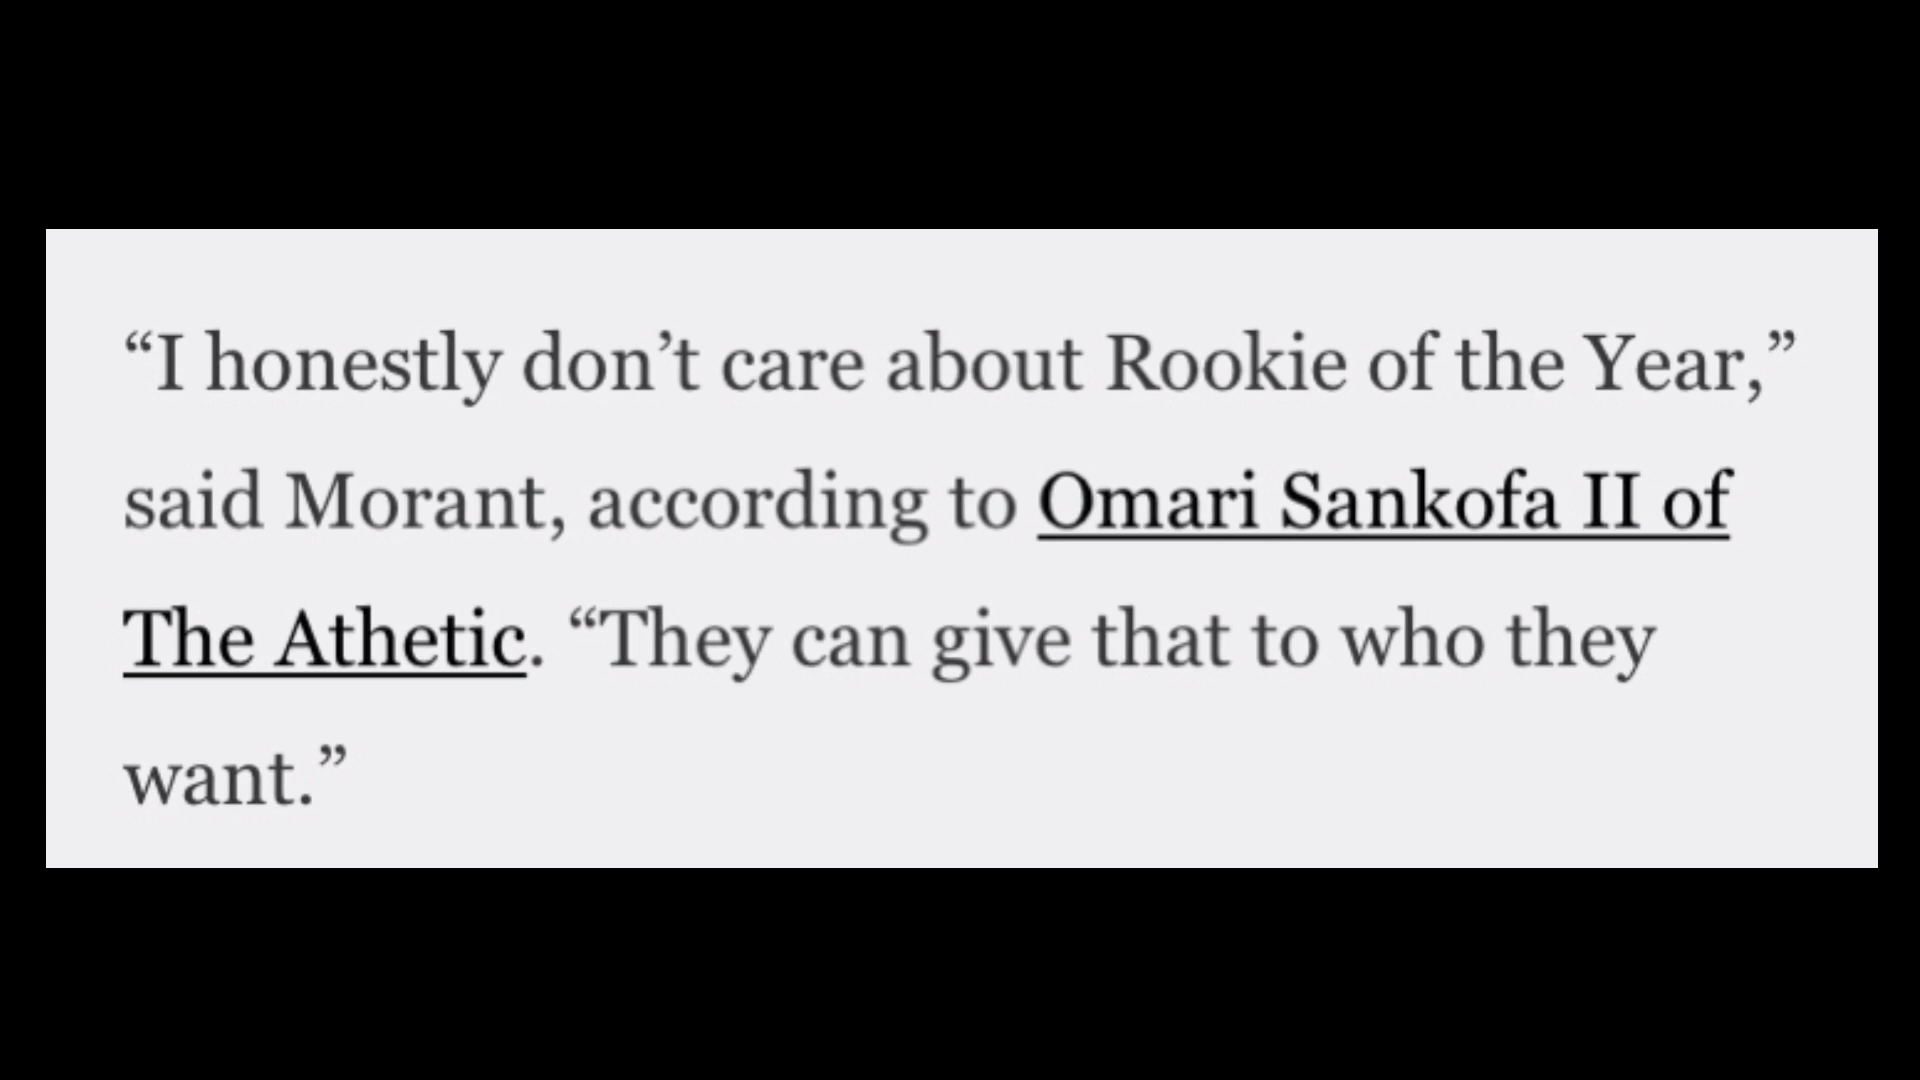 “I honestly don’t care about Rookie of the Year,”
said Morant, according to Omari Sankofa II of
The Athetic. “They can give that to who they
want.”